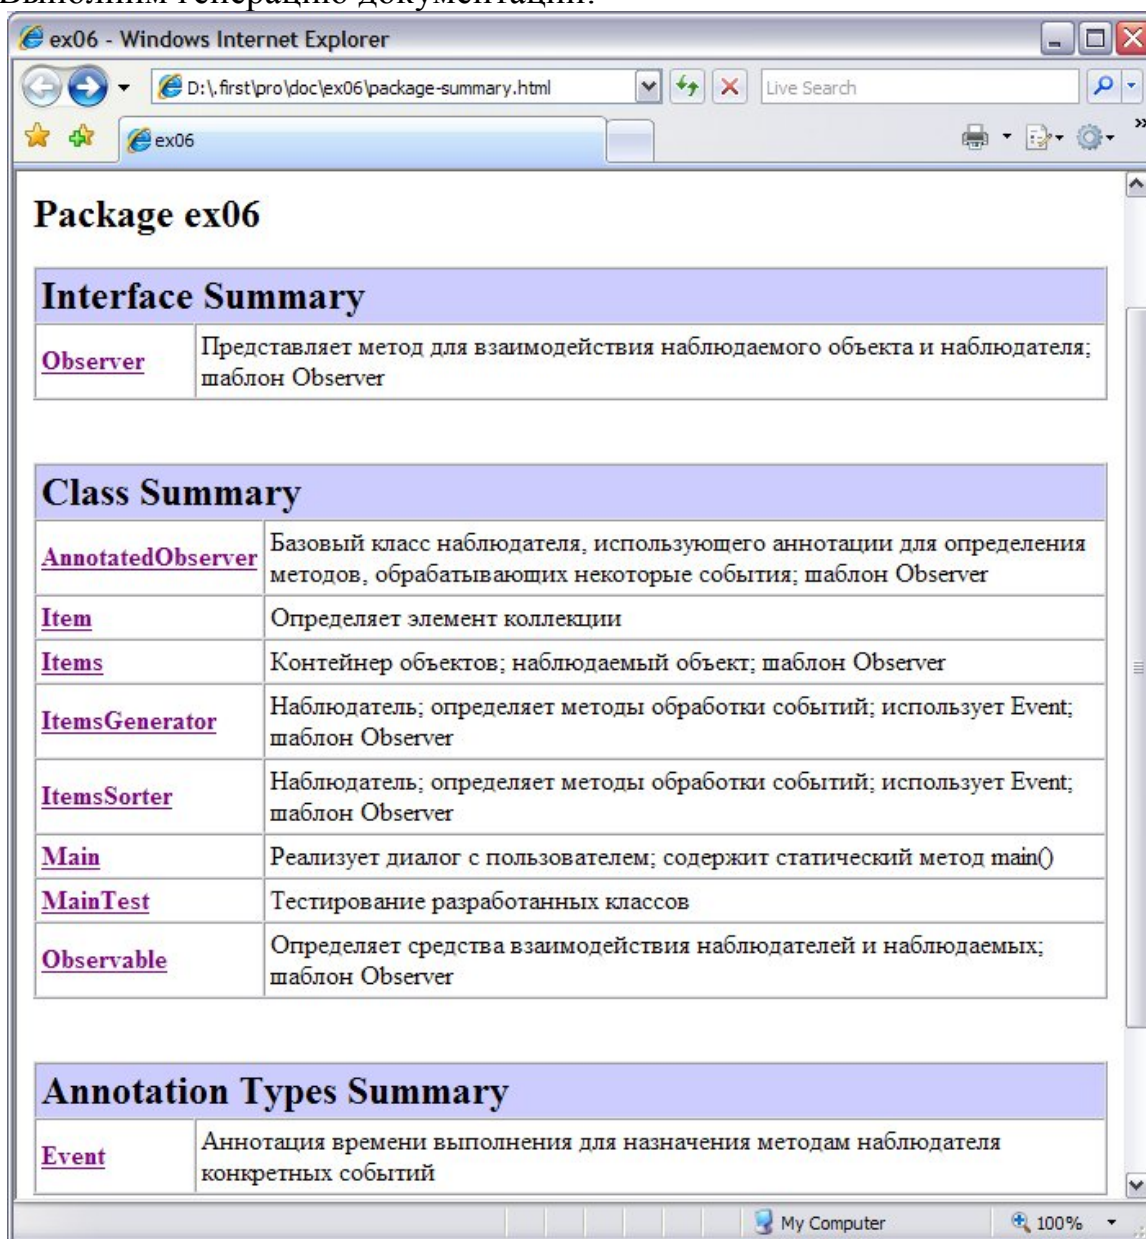 Выполним генерацию документации:
ex06 - Windows Internet Explorer
D:\.first\pro\doc\ex06\package-summary.html
Live Search
ex06
Package ex06
Interface Summary
Observer
Представляет метод для взаимодействия наблюдаемого объекта и наблюдателя;
шаблон Observer
Class Summary
AnnotatedObserver
Базовый класс наблюдателя, использующего аннотации для определения
методов, обрабатывающих некоторые события; шаблон Observer
Item
Определяет элемент коллекции
Items
Контейнер объектов; наблюдаемый объект; шаблон Observer
ItemsGenerator
Наблюдатель; определяет методы обработки событий; использует Event;
шаблон Observer
ItemsSorter
Наблюдатель; определяет методы обработки событий; использует Event;
шаблон Observer
Main
Реализует диалог с пользователем; содержит статический метод main()
MainTest
Тестирование разработанных классов
Observable
Определяет средства взаимодействия наблюдателей и наблюдаемых;
шаблон Observer
Annotation Types Summary
Event
Аннотация времени выполнения для назначения методам наблюдателя
конкретных событий
My Computer
100%